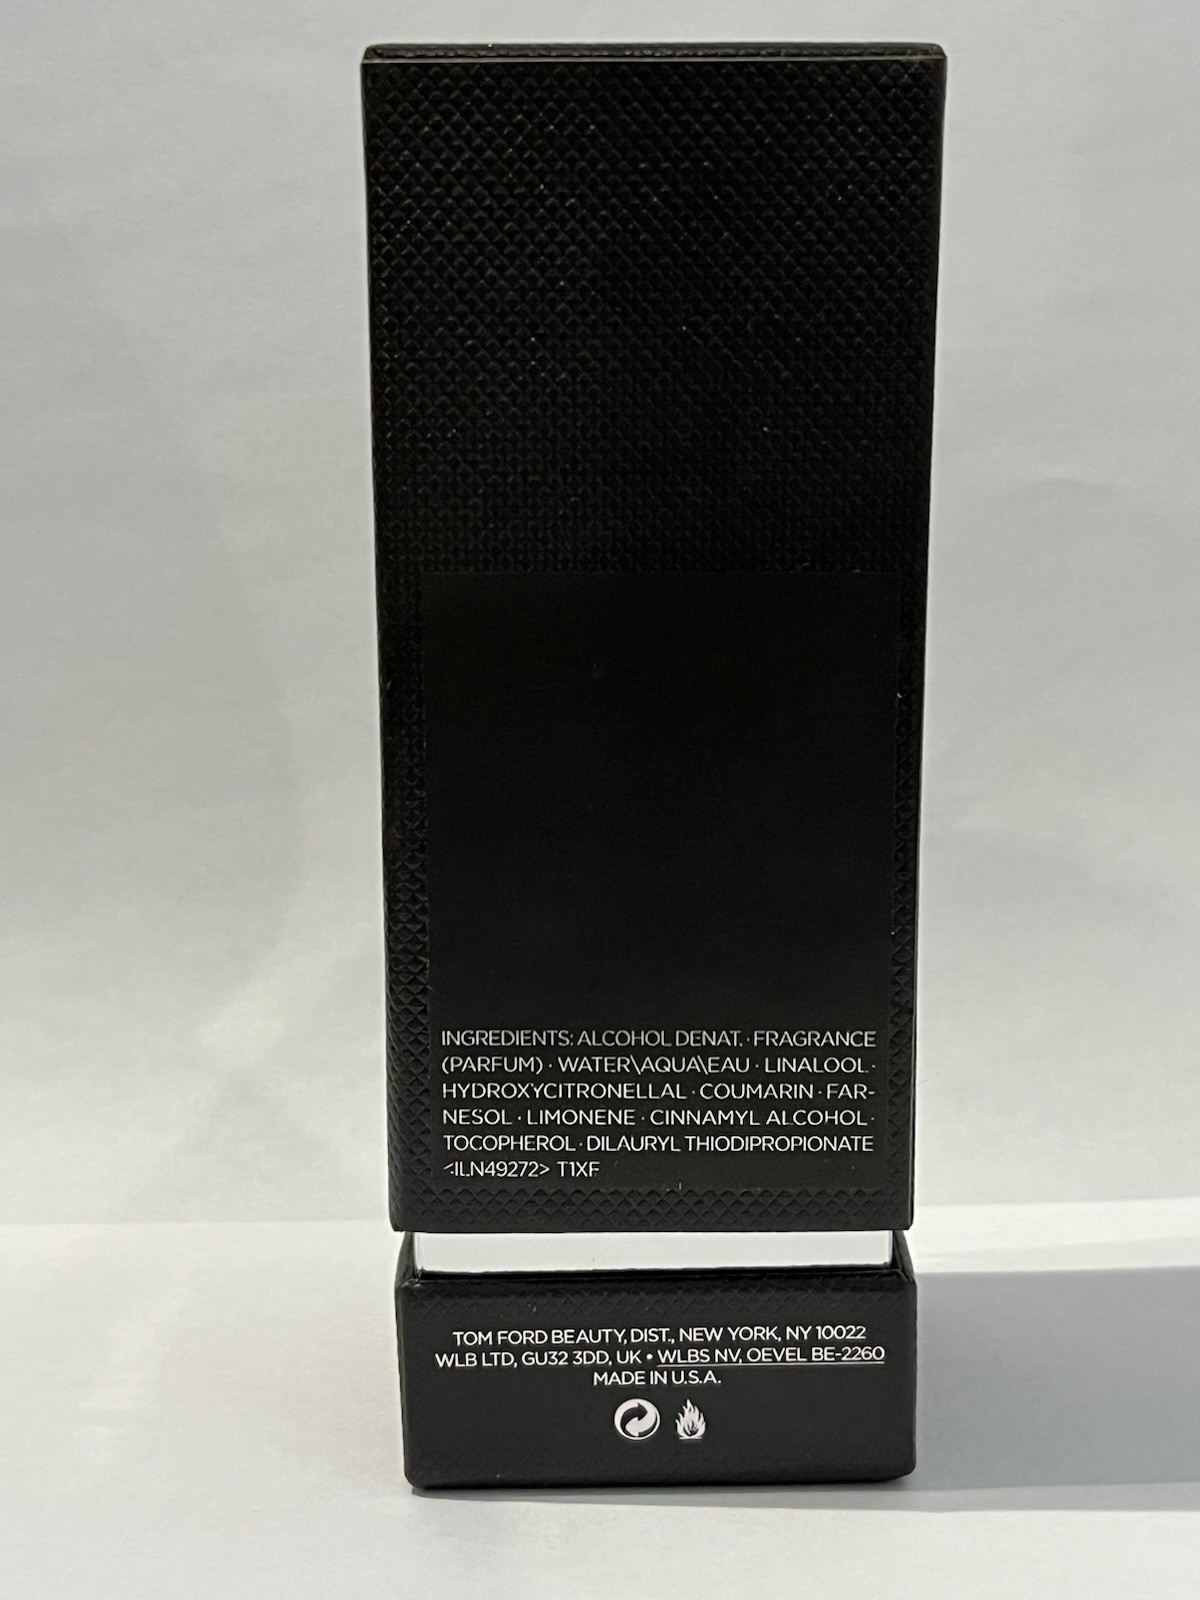 INGREDIENTS: ALCOHOL DENAT. · FRAGRANCE
(PARFUM) · WATER\AQUA\EAU · LINALOOL ·
HYDROXYCITRONELLAL · COUMARIN · FAR-
NESOL · LIMONENE · CINNAMYL ALCOHOL ·
TOCOPHEROL · DILAURYL THIODIPROPIONATE
<ILN49272> T1XF
TOM FORD BEAUTY, DIST., NEW YORK, NY 10022
WLB LTD, GU32 3DD, UK • WLBS NV, OEVEL BE-2260
MADE IN U.S.A.